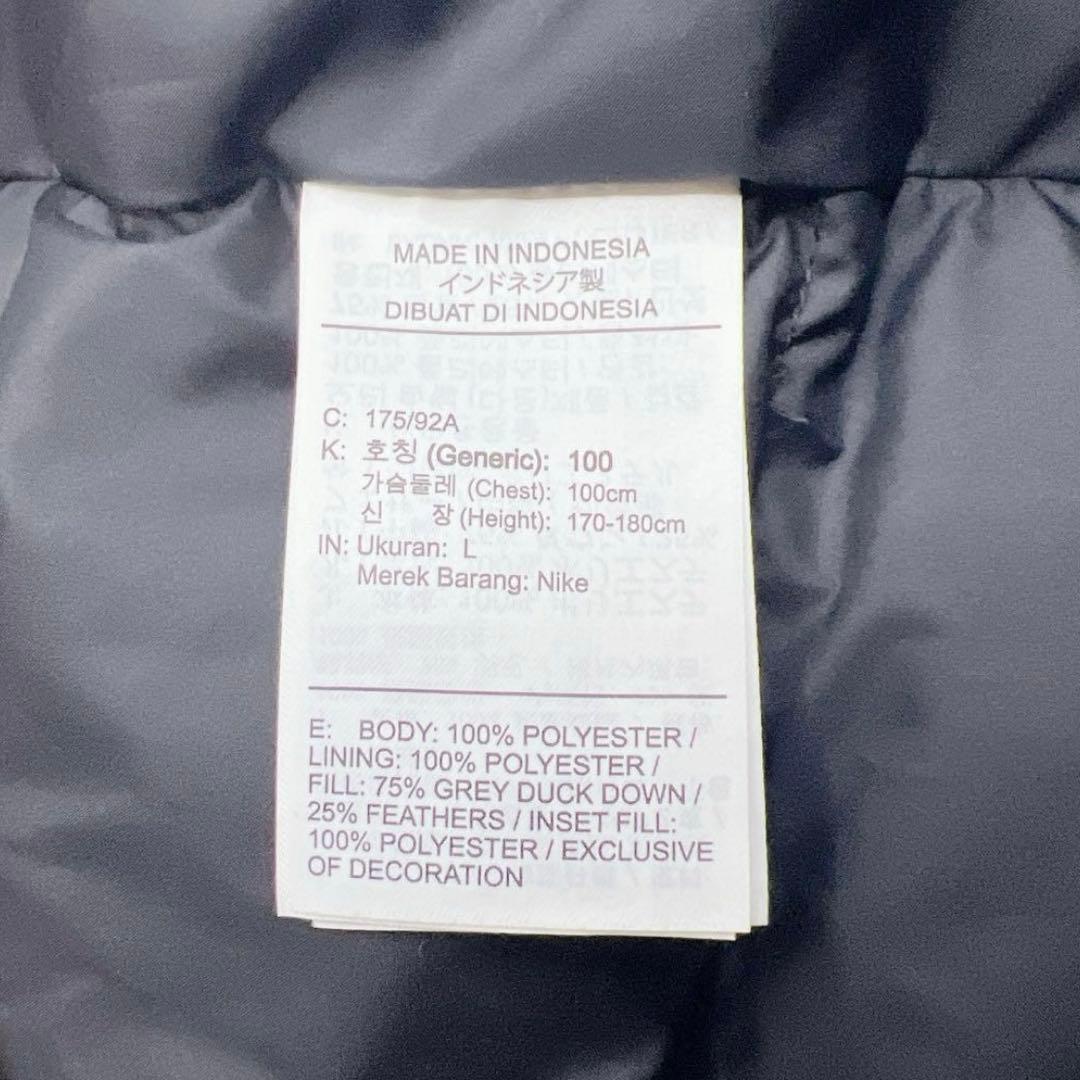 MADE IN INDONESIA
インドネシア製
DIBUAT DI INDONESIA
C: 175/92A
K: 호칭 (Generic): 100
가슴둘레 (Chest): 100cm
신 장 (Height): 170-180cm
IN: Ukuran: L
Merek Barang: Nike
E: BODY: 100% POLYESTER /
LINING: 100% POLYESTER /
FILL: 75% GREY DUCK DOWN /
25% FEATHERS / INSET FILL:
100% POLYESTER / EXCLUSIVE
OF DECORATION